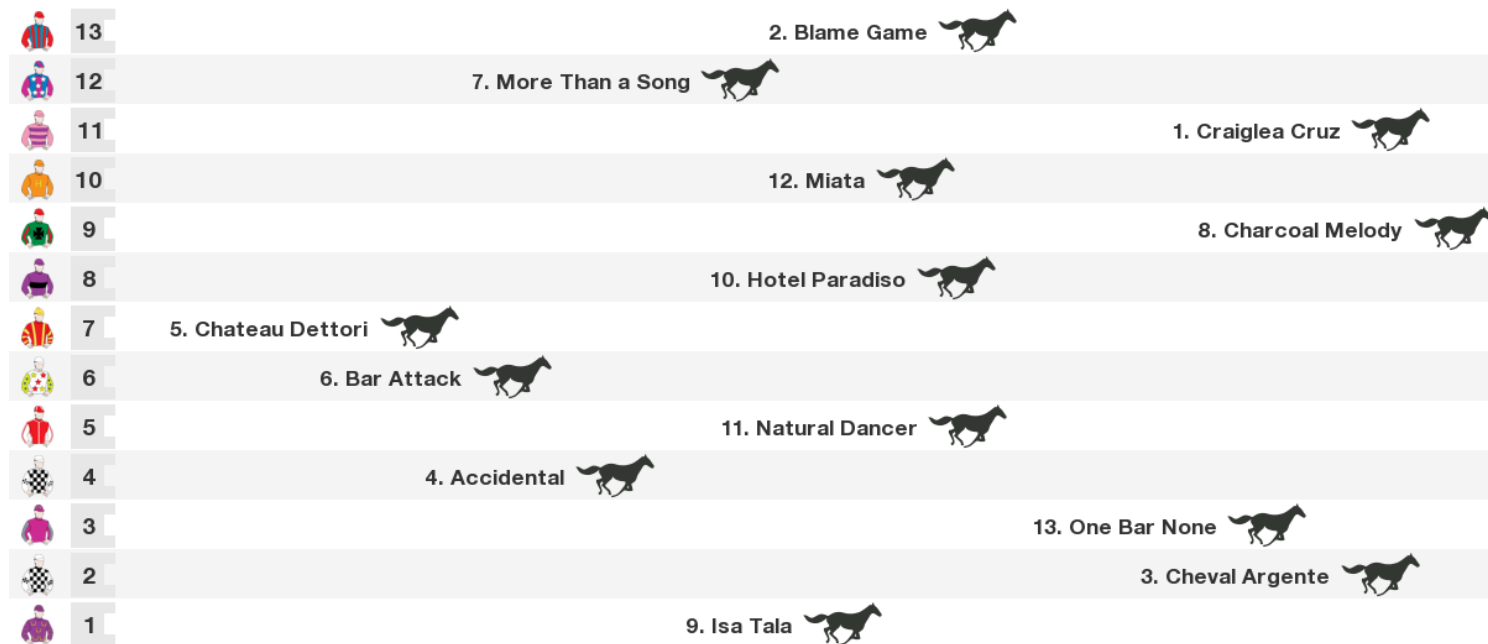 13 2. Blame Game
12 7. More Than a Song
11 1. Craiglea Cruz
10 12. Miata
9 8. Charcoal Melody
8 10. Hotel Paradiso
7 5. Chateau Dettori
6 6. Bar Attack
5 11. Natural Dancer
4 4. Accidental
3 13. One Bar None
2 3. Cheval Argente
1 9. Isa Tala